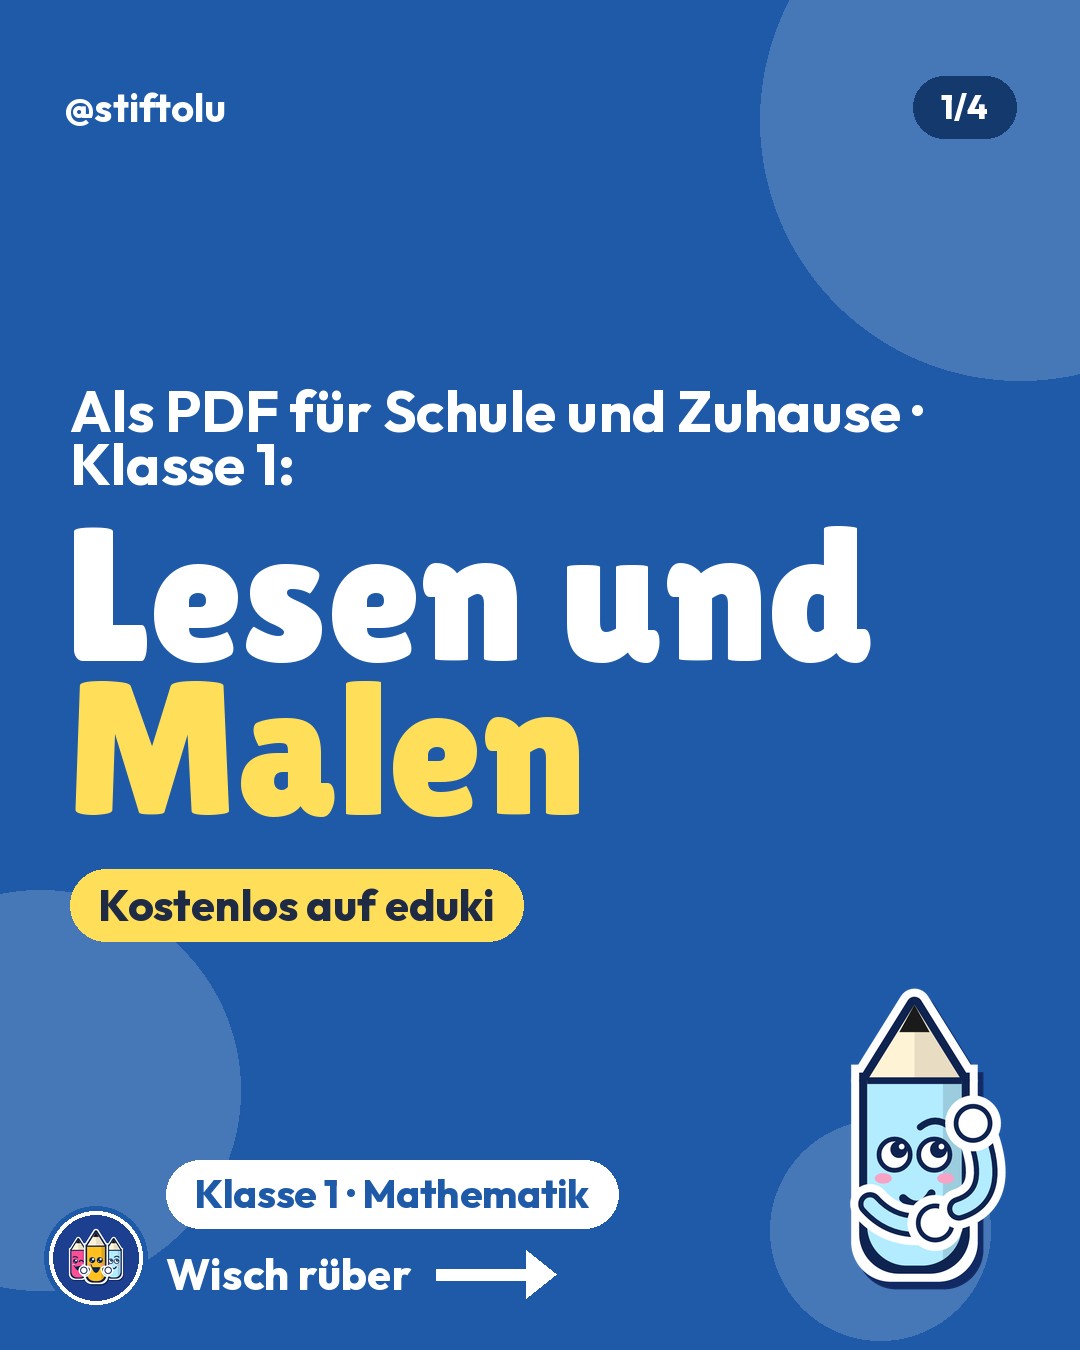 @stiftolu
1/4
Als PDF für Schule und Zuhause •
Klasse 1:
Lesen und
Malen
Kostenlos auf eduki
Klasse 1 • Mathematik
Wisch rüber